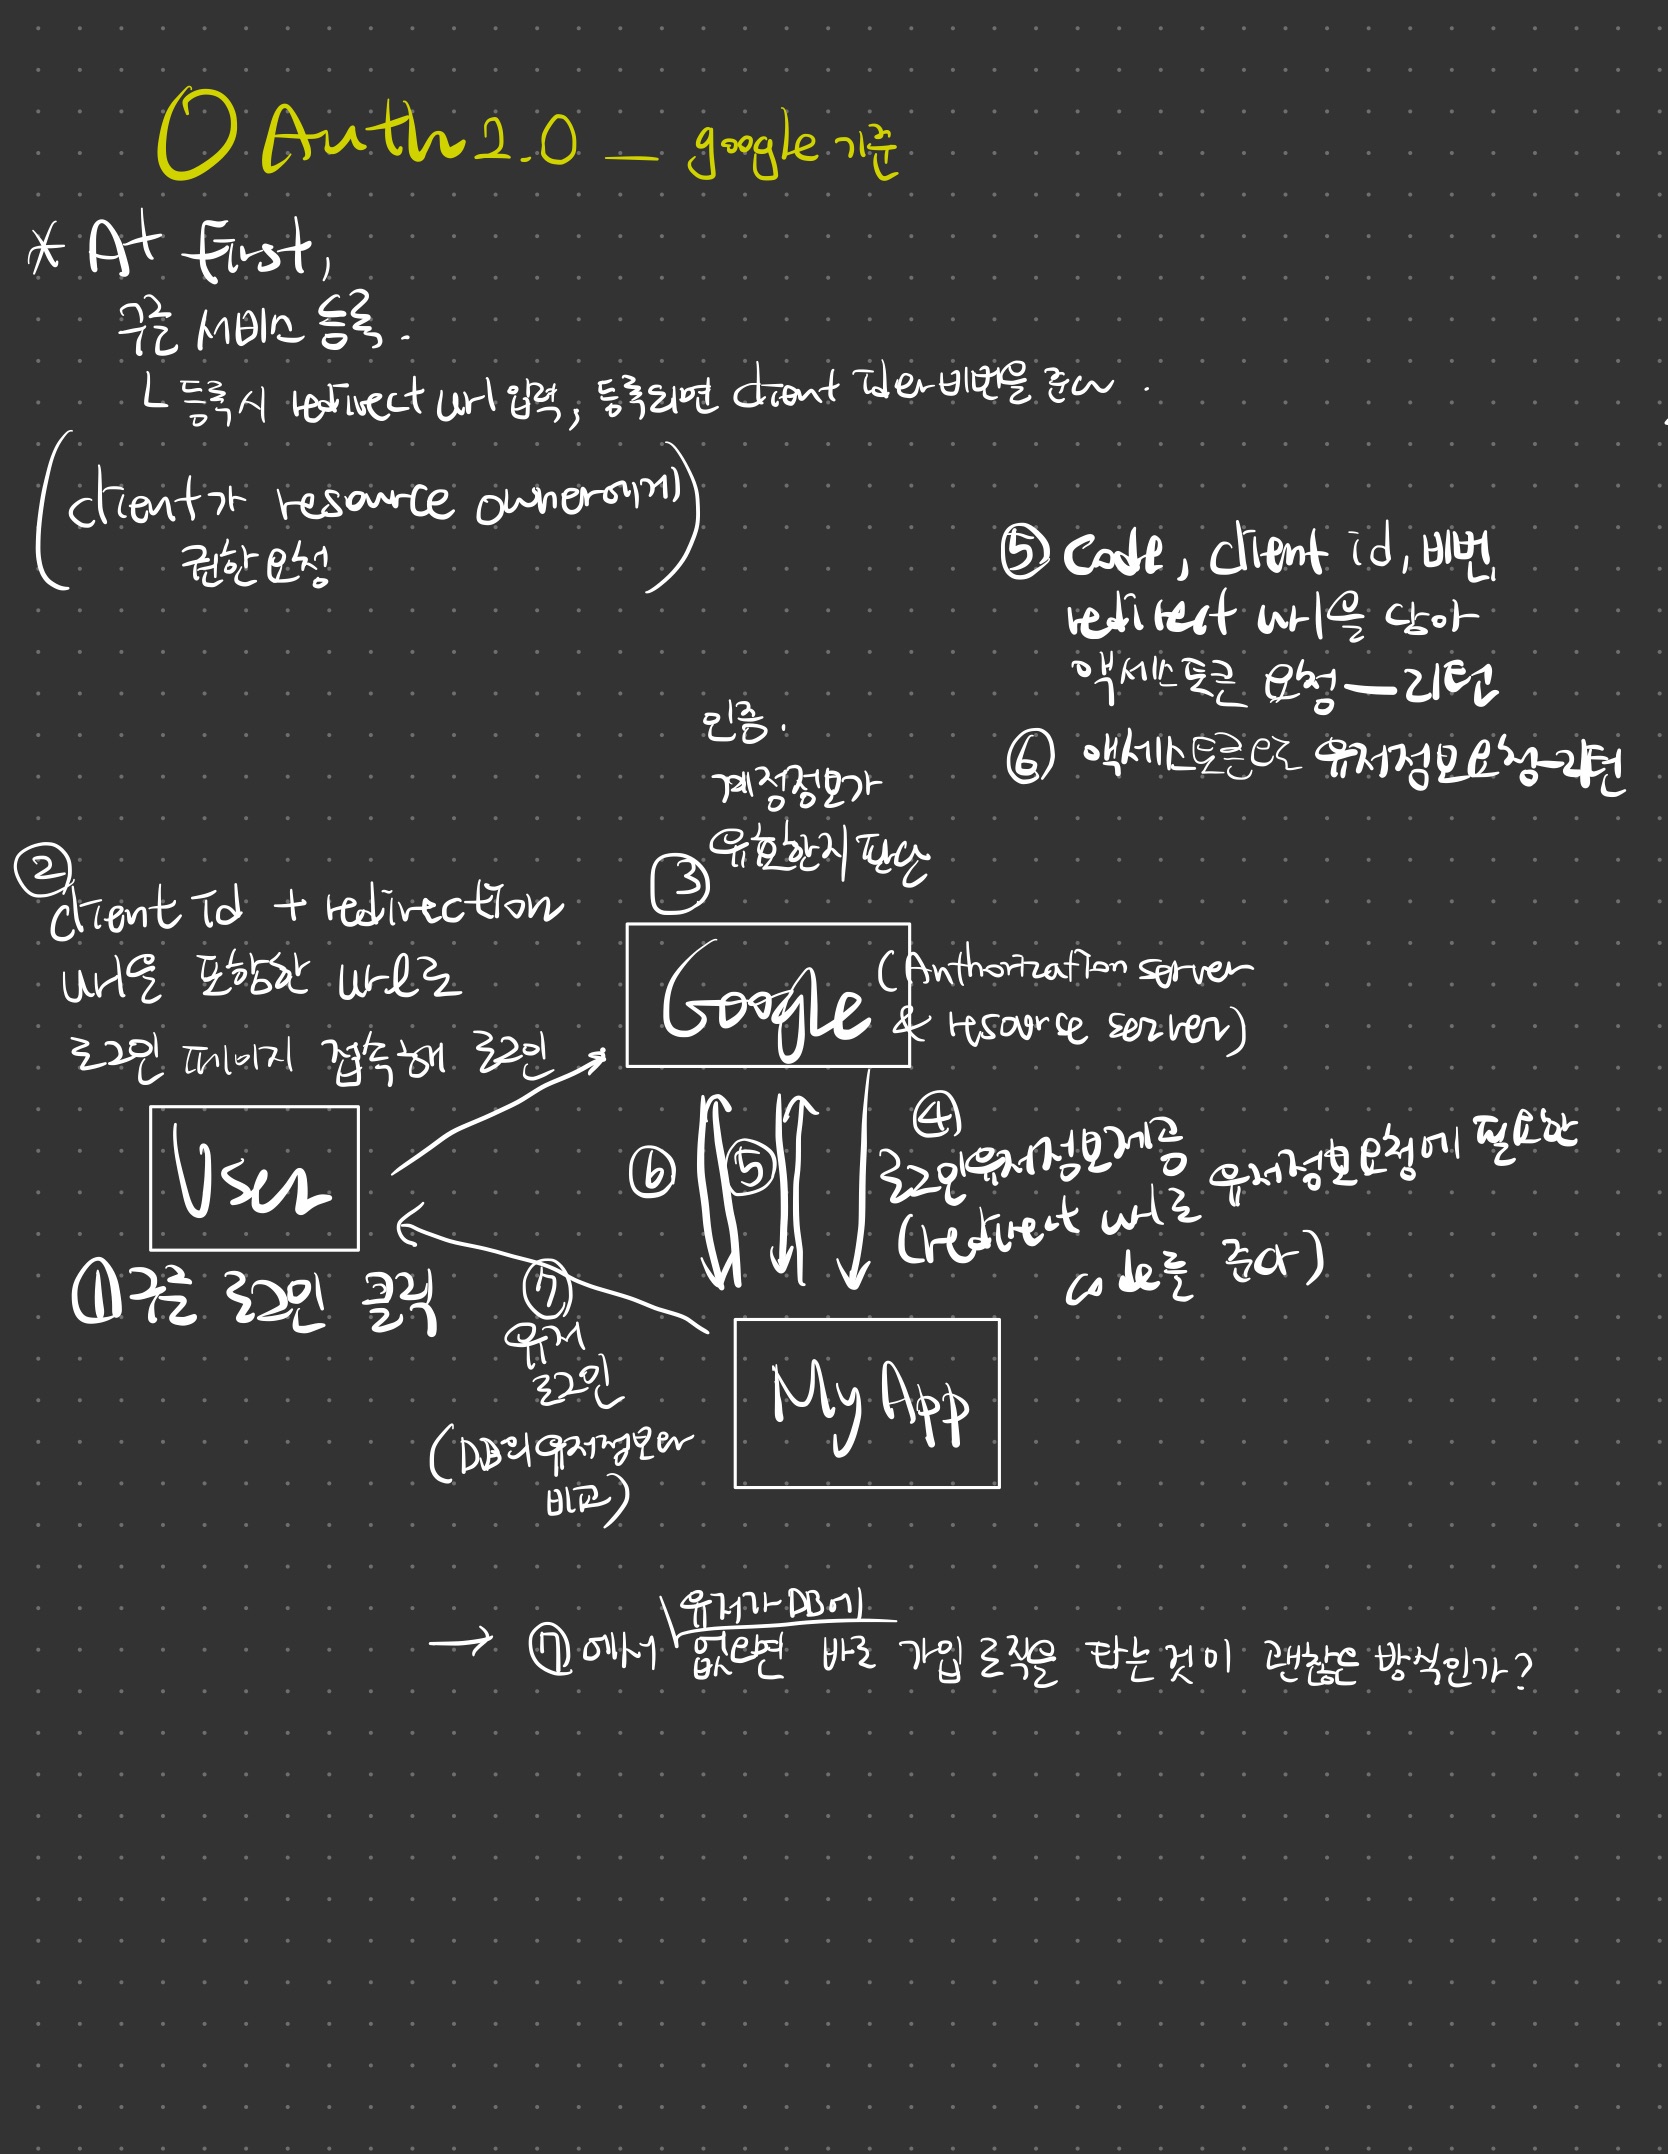 OAuth 2.0 — google 기준
* At first,
구글 서비스 등록.
ㄴ 등록시 redirect url 입력, 등록되면 client id와 비번을 준다.
(client가 resource owner에게)
권한 요청
⑤ code, client id, 비번,
redirect url을 담아
액세스토큰 요청 — 리턴
⑥ 액세스토큰으로 유저정보요청—리턴
인증.
계정정보가
유효한지 판단
③
②
client id + redirection
url을 포함한 url로
로그인 페이지 접속해 로그인
Google (Authorization server
& resource server)
User
① 구글 로그인 클릭
⑥ ⑤
④
로그인유저정보제공 유저정보요청에 필요한
(redirect url로
code를 준다)
⑦
유저
로그인
(DB의유저정보와
비교)
My App
유저가 DB에
→ ⑦에서 없으면 바로 가입 로직을 타는 것이 괜찮은 방식인가?